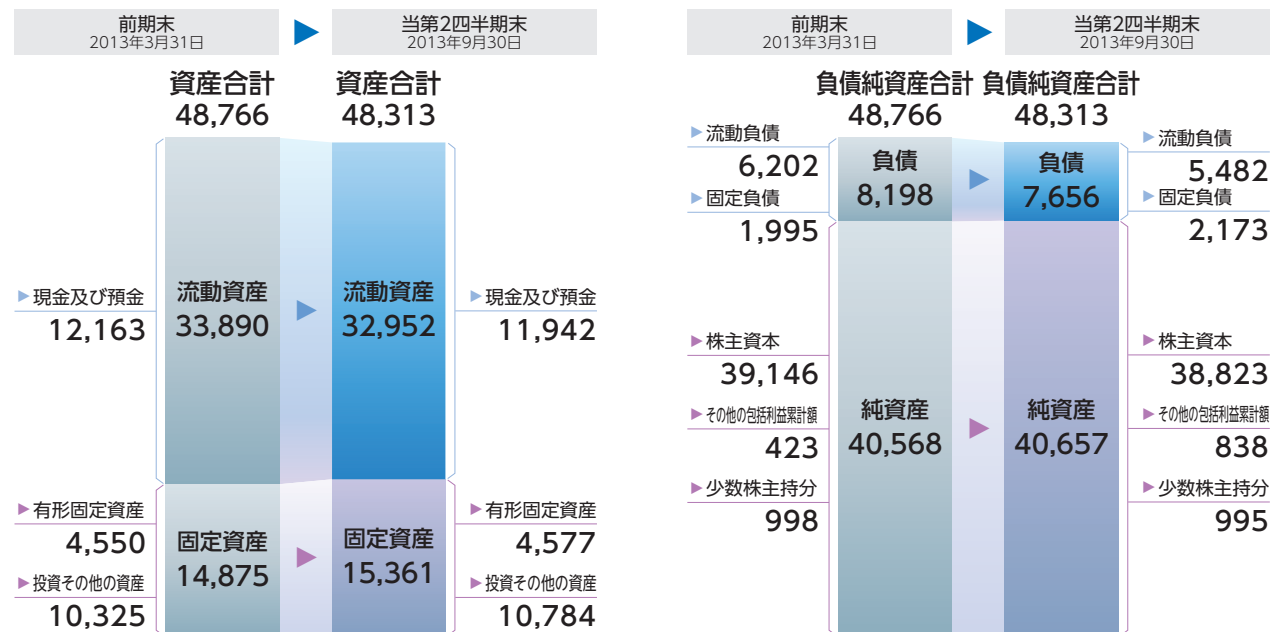 前期末
2013年3月31日
当第2四半期末
2013年9月30日
資産合計
48,766
資産合計
48,313
現金及び預金
12,163
流動資産
33,890
流動資産
32,952
現金及び預金
11,942
有形固定資産
4,550
投資その他の資産
10,325
固定資産
14,875
固定資産
15,361
有形固定資産
4,577
投資その他の資産
10,784
前期末
2013年3月31日
当第2四半期末
2013年9月30日
負債純資産合計
48,766
負債純資産合計
48,313
流動負債
6,202
固定負債
1,995
負債
8,198
負債
7,656
流動負債
5,482
固定負債
2,173
株主資本
39,146
その他の包括利益累計額
423
少数株主持分
998
純資産
40,568
純資産
40,657
株主資本
38,823
その他の包括利益累計額
838
少数株主持分
995